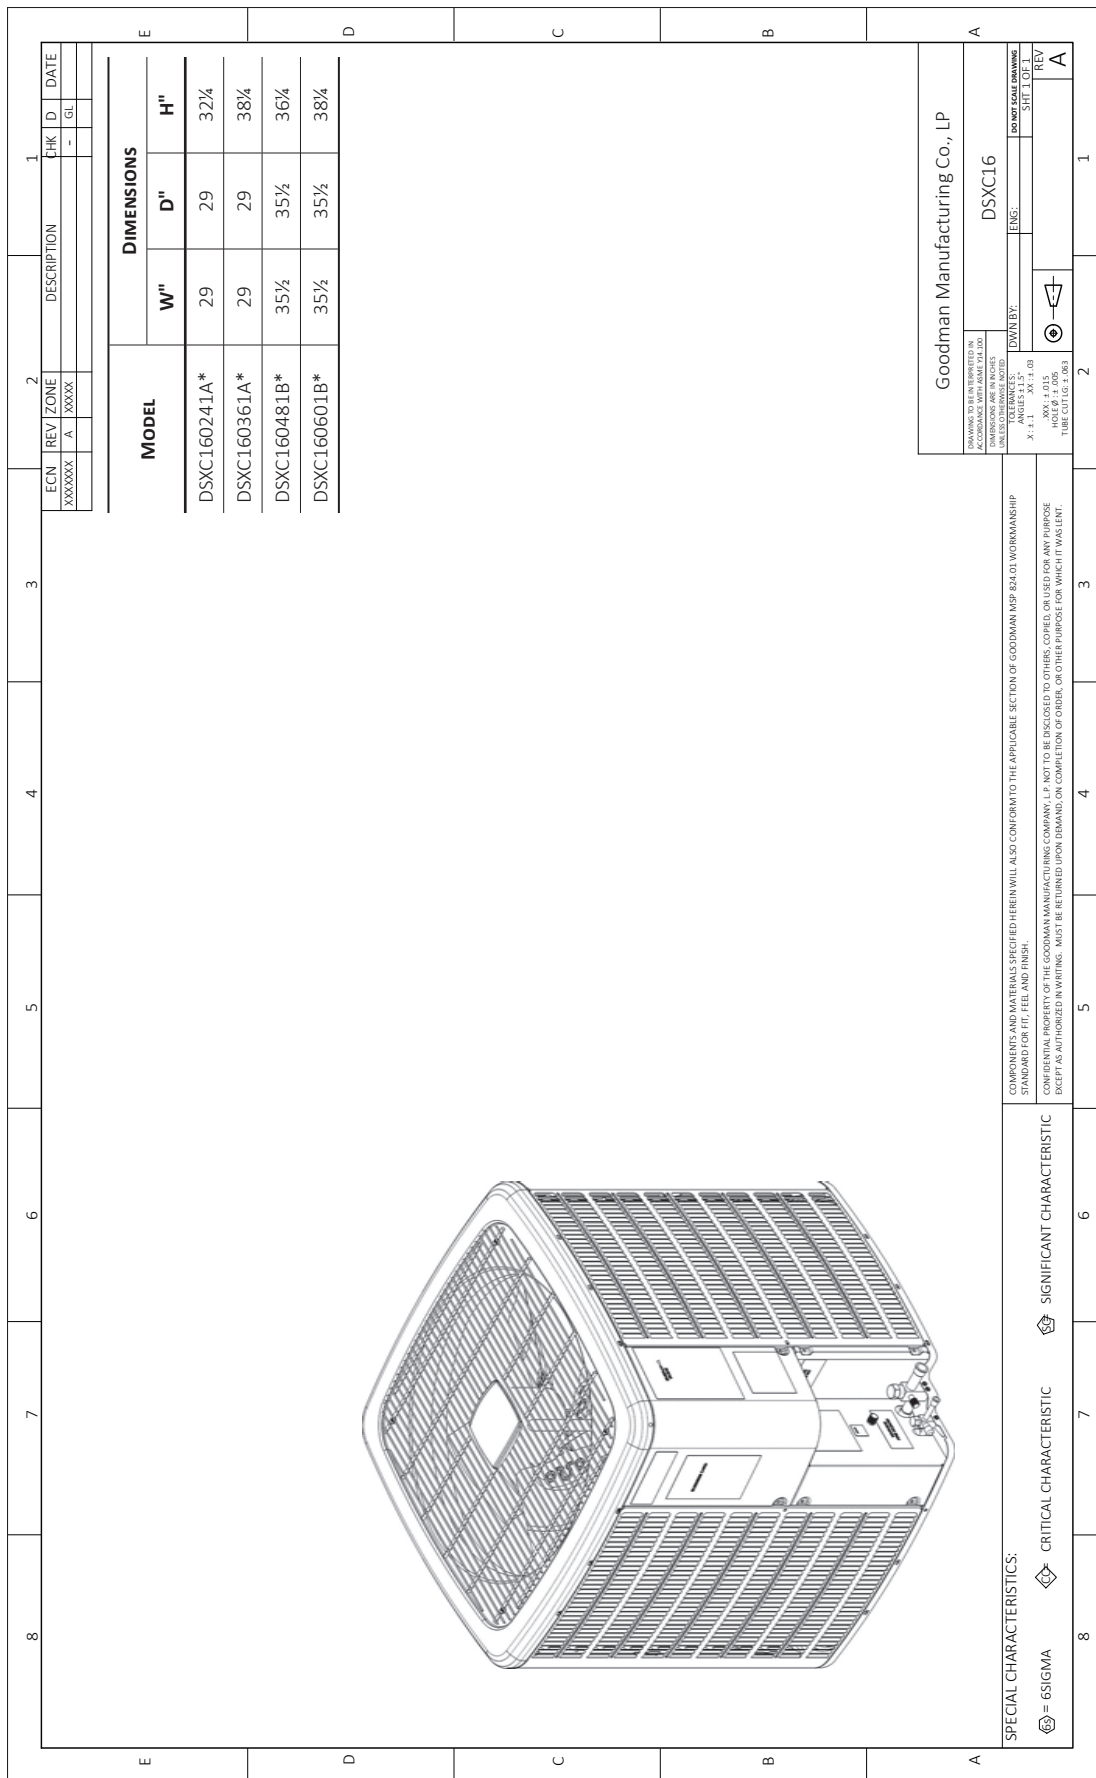 8 7 6 5 4 3 2 1
ECN REV ZONE DESCRIPTION CHK D DATE
XXXXXXX A XXXXX - GL
E
D
C
B
A
E
D
C
B
A
MODEL DIMENSIONS
W" D" H"
DSXC160241A* 29 29 32¼
DSXC160361A* 29 29 38¼
DSXC160481B* 35½ 35½ 36¼
DSXC160601B* 35½ 35½ 38¼
SPECIAL CHARACTERISTICS:
6S = 6SIGMA CC= CRITICAL CHARACTERISTIC SC= SIGNIFICANT CHARACTERISTIC
COMPONENTS AND MATERIALS SPECIFIED HEREIN WILL ALSO CONFORM TO THE APPLICABLE SECTION OF GOODMAN MSP 824.01 WORKMANSHIP
STANDARD FOR FIT, FEEL AND FINISH.
CONFIDENTIAL PROPERTY OF THE GOODMAN MANUFACTURING COMPANY, L.P. NOT TO BE DISCLOSED TO OTHERS, COPIED, OR USED FOR ANY PURPOSE
EXCEPT AS AUTHORIZED IN WRITING. MUST BE RETURNED UPON DEMAND, ON COMPLETION OF ORDER, OR OTHER PURPOSE FOR WHICH IT WAS LENT.
Goodman Manufacturing Co., LP
DRAWING TO BE INTERPRETED IN
ACCORDANCE WITH ASME Y14.100
DIMENSIONS ARE IN INCHES
UNLESS OTHERWISE NOTED
DSXC16
TOLERANCES:
ANGLES ± 1.5°
.X : ± .1 .XX : ± .03
.XXX : ± .015
HOLE Ø : ± .005
TUBE CUT LG: ± .063
DWN BY:
ENG:
DO NOT SCALE DRAWING
SHT 1 OF 1
REV
A
8 7 6 5 4 3 2 1